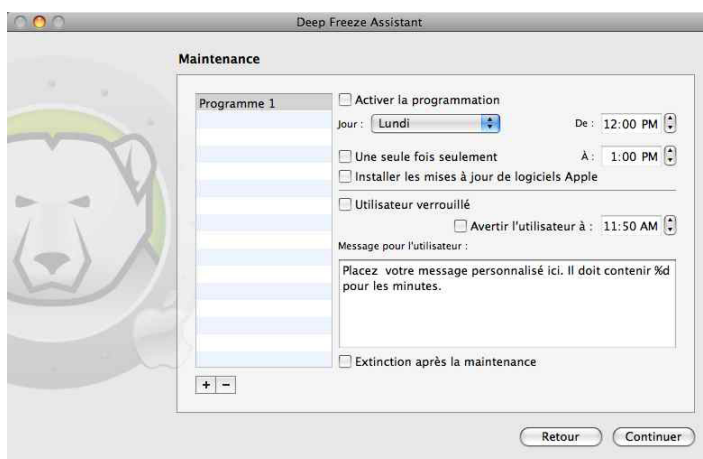 Deep Freeze Assistant
Maintenance
Programme 1
Activer la programmation
Jour : Lundi De : 12:00 PM
Une seule fois seulement À : 1:00 PM
Installer les mises à jour de logiciels Apple
Utilisateur verrouillé
Avertir l'utilisateur à : 11:50 AM
Message pour l'utilisateur :
Placez votre message personnalisé ici. Il doit contenir %d
pour les minutes.
Extinction après la maintenance
+ −
Retour Continuer